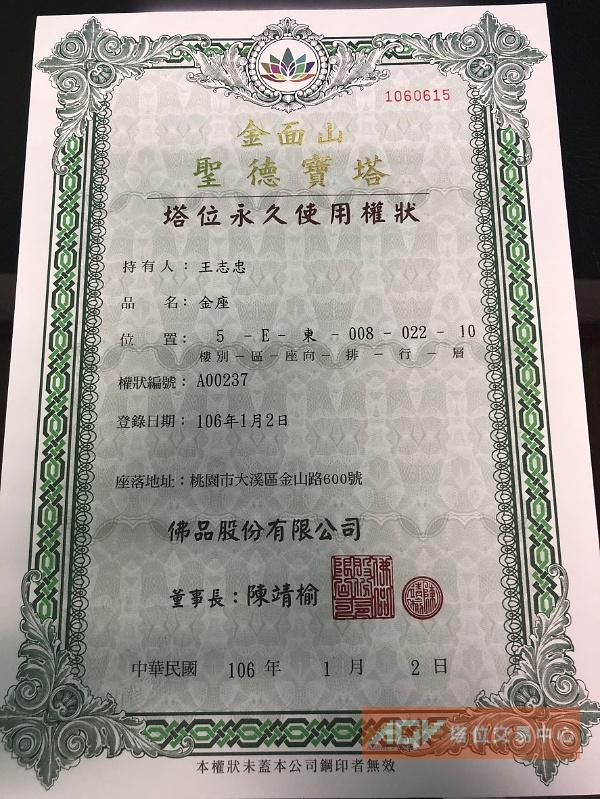 1060615
金面山
聖德寶塔
塔位永久使用權狀
持有人：王志忠
品　名：金座
位　置：5－E－東－008－022－10
樓別－區－座向－排－行－層
權狀編號：A00237
登錄日期：106年1月2日
座落地址：桃園市大溪區金山路600號
佛品股份有限公司
董事長：陳靖榆
中華民國 106 年 1 月 2 日
塔位交易中心
本權狀未蓋本公司鋼印者無效